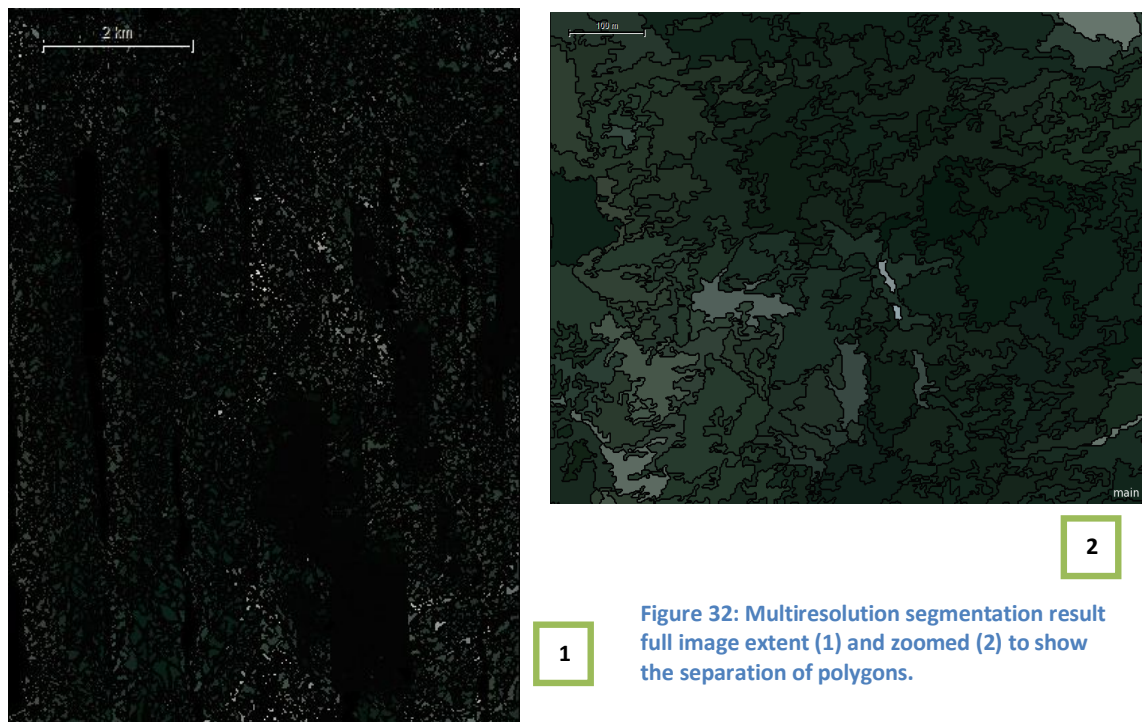 2 km
100 m
main
2
1
Figure 32: Multiresolution segmentation result
full image extent (1) and zoomed (2) to show
the separation of polygons.